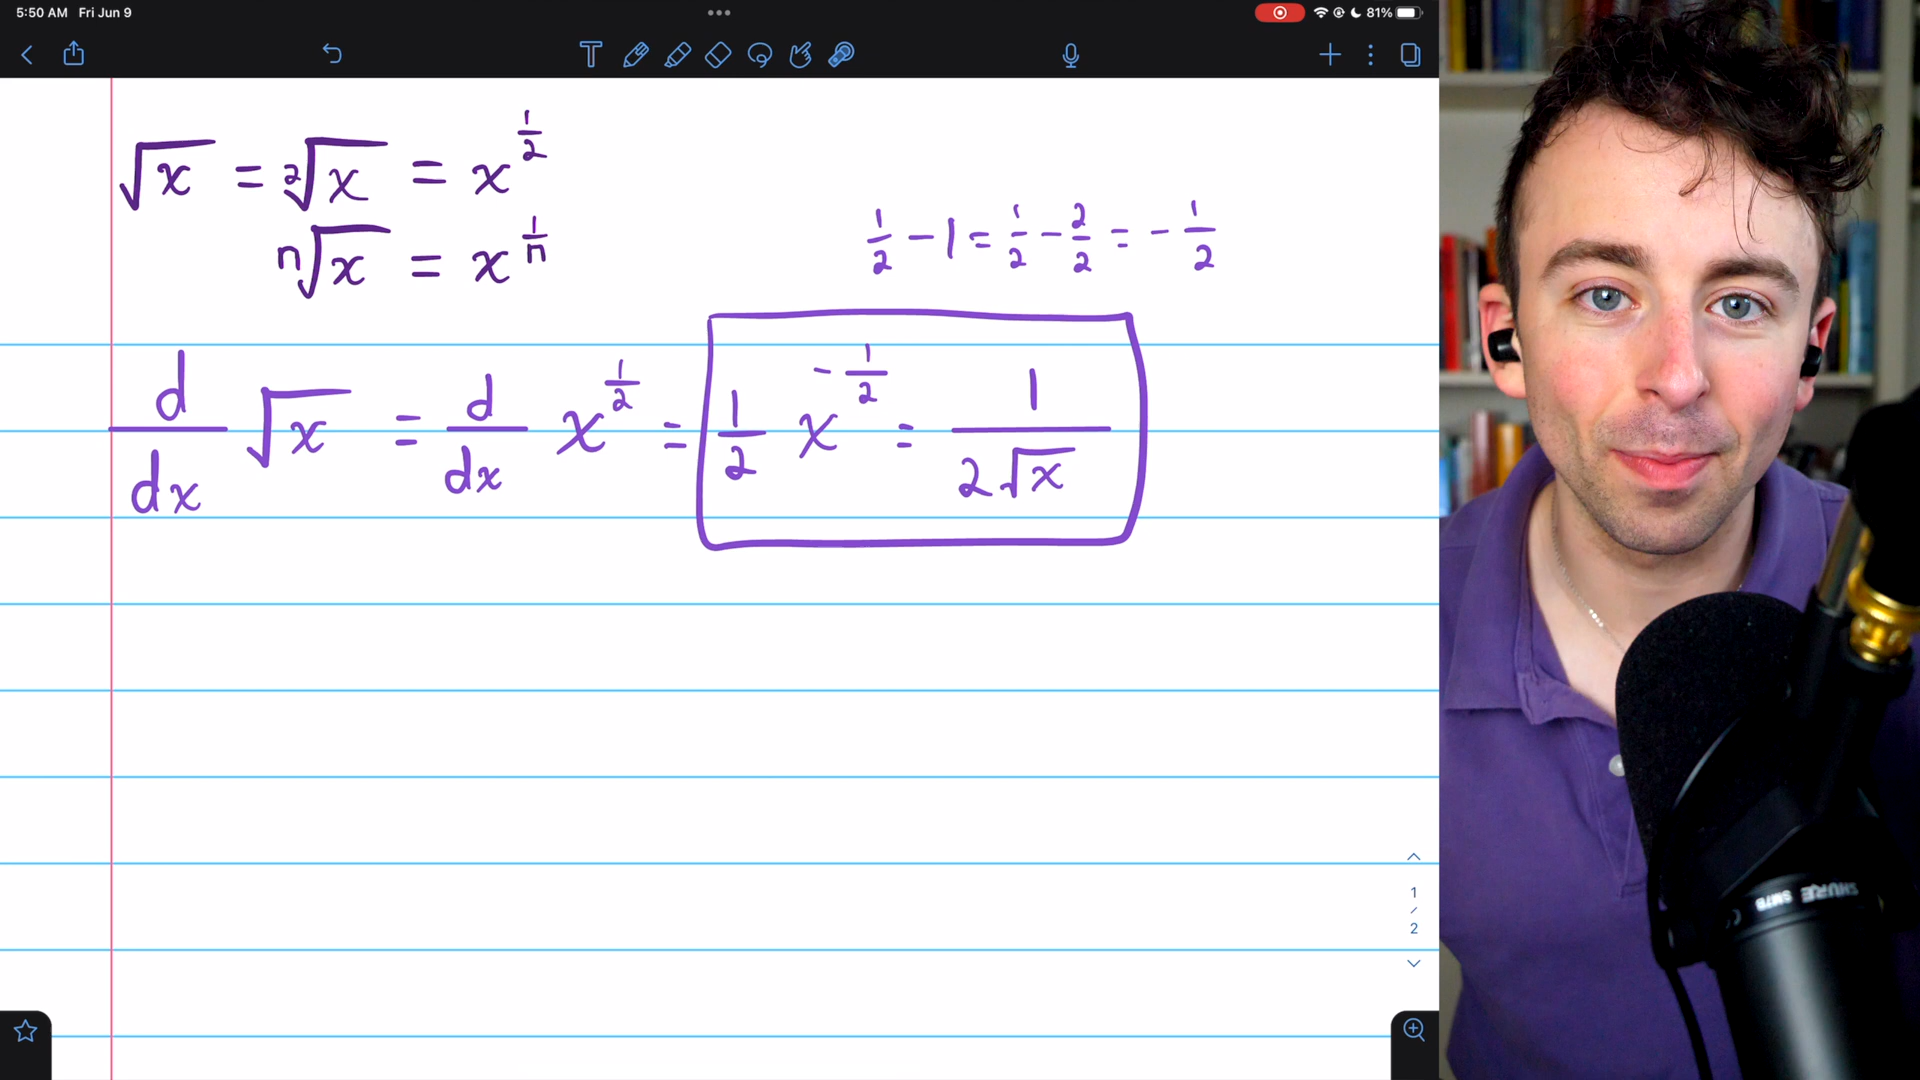 5:50 AM Fri Jun 9
81%
T
√x = ²√x = x^(1/2)
ⁿ√x = x^(1/n)
1/2 − 1 = 1/2 − 2/2 = − 1/2
d/dx √x = d/dx x^(1/2) = 1/2 x^(−1/2) = 1/(2√x)
1
/
2
SHURE SM7B